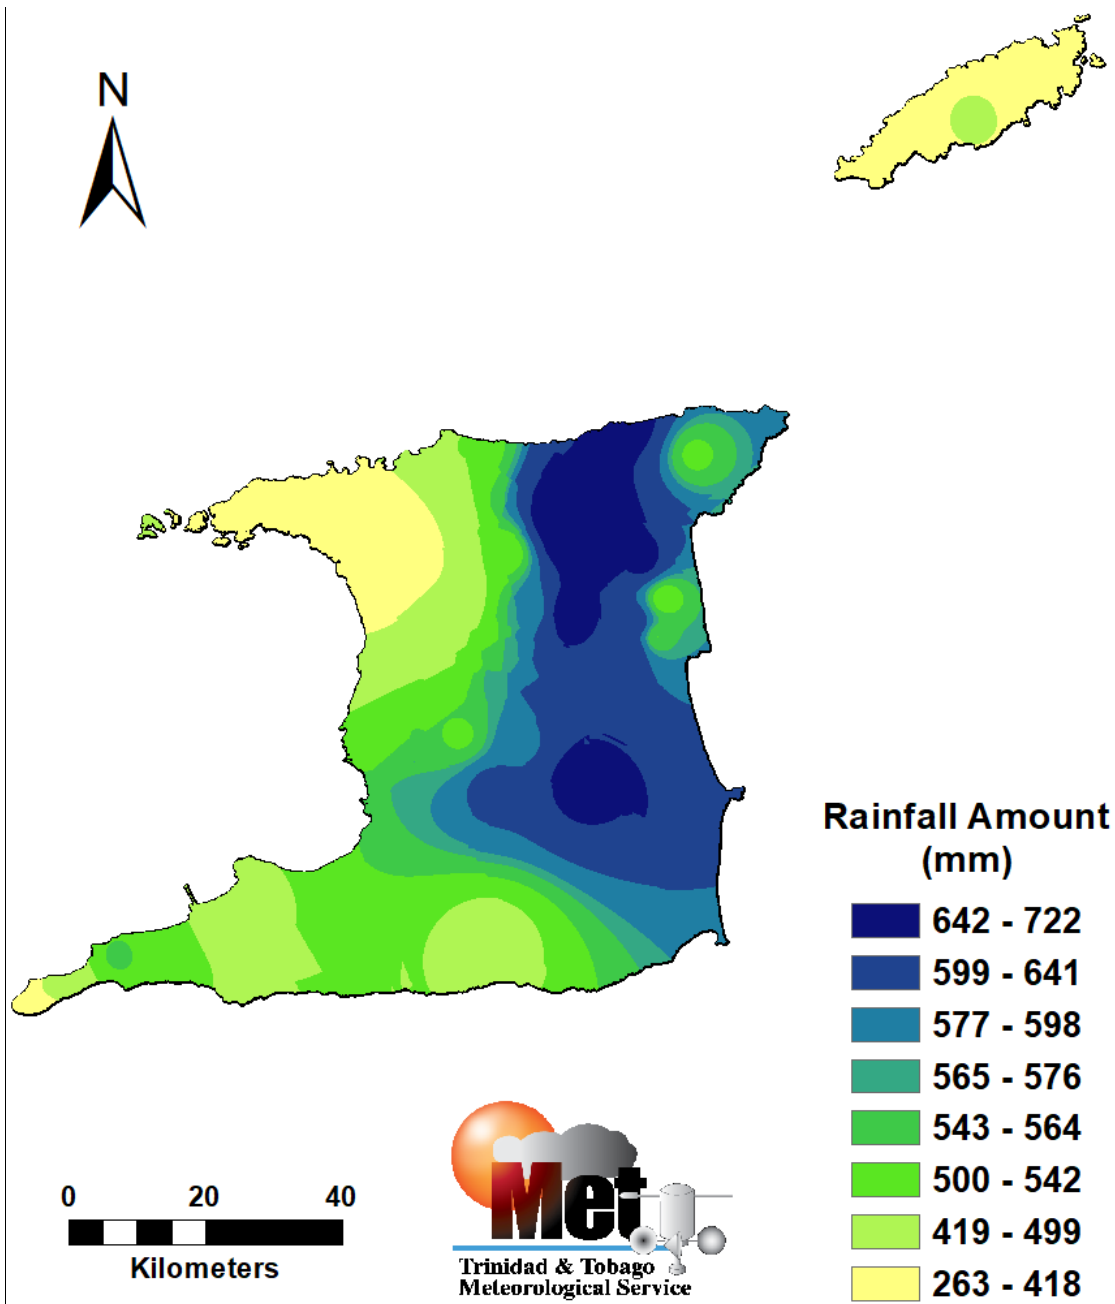 N
Rainfall Amount
(mm)
642 - 722
599 - 641
577 - 598
565 - 576
543 - 564
500 - 542
419 - 499
263 - 418
0 20 40
Kilometers
Met
Trinidad & Tobago
Meteorological Service